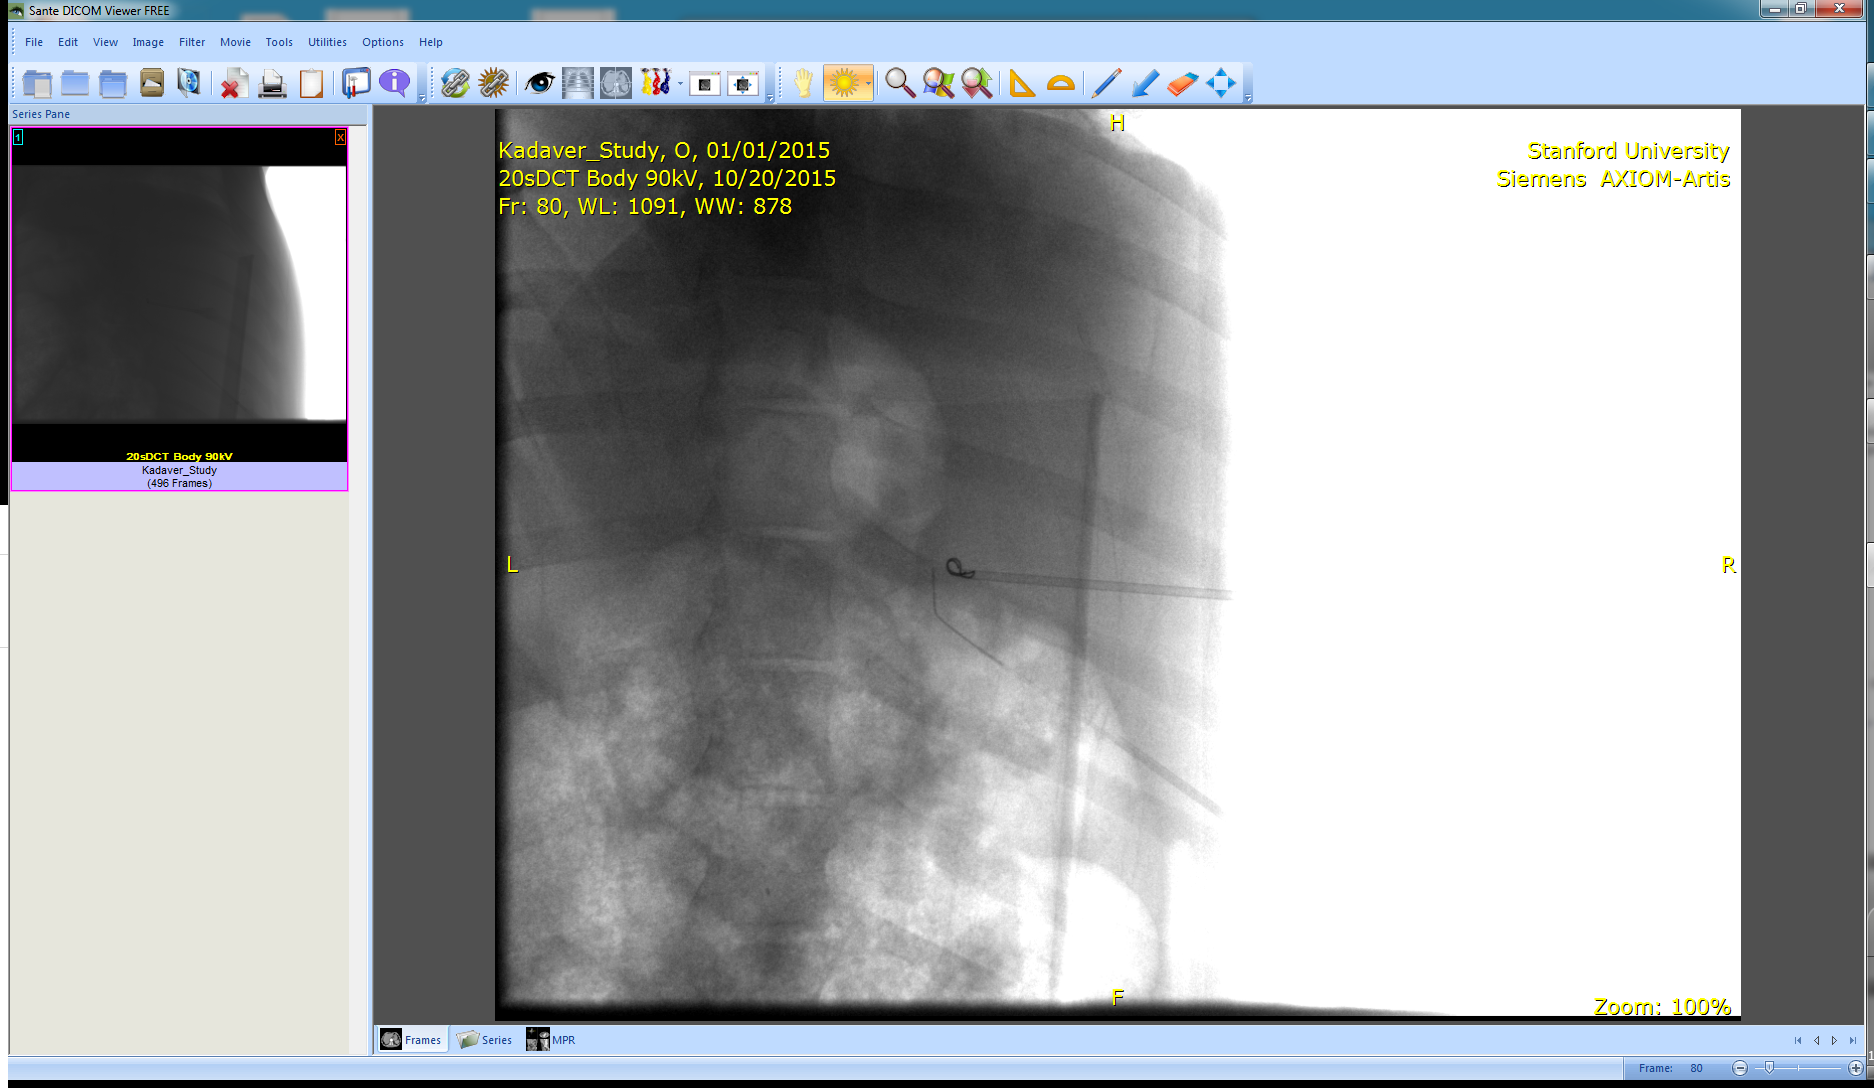 Sante DICOM Viewer FREE
File Edit View Image Filter Movie Tools Utilities Options Help
Series Pane
1
X
20sDCT Body 90kV
Kadaver_Study
(496 Frames)
H
Kadaver_Study, O, 01/01/2015
20sDCT Body 90kV, 10/20/2015
Fr: 80, WL: 1091, WW: 878
Stanford University
Siemens AXIOM-Artis
L
R
F
Zoom: 100%
Frames Series MPR
Frame: 80
1